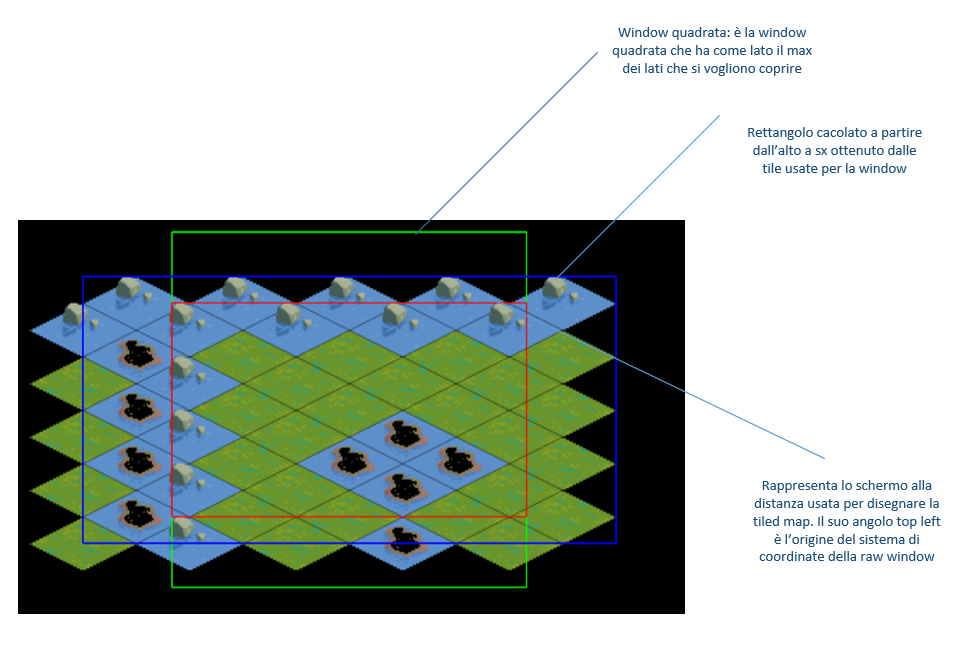 Window quadrata: è la window
quadrata che ha come lato il max
dei lati che si vogliono coprire
Rettangolo cacolato a partire
dall’alto a sx ottenuto dalle
tile usate per la window
Rappresenta lo schermo alla
distanza usata per disegnare la
tiled map. Il suo angolo top left
è l’origine del sistema di
coordinate della raw window